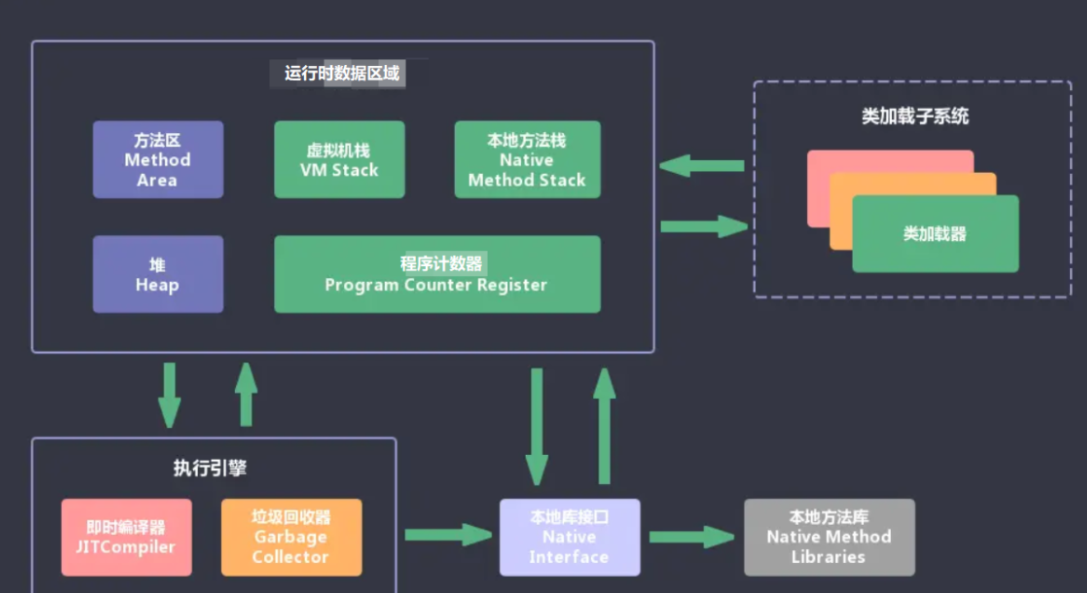 运行时数据区域
类加载子系统
方法区
Method
Area
虚拟机栈
VM Stack
本地方法栈
Native
Method Stack
类加载器
堆
Heap
程序计数器
Program Counter Register
执行引擎
即时编译器
JITCompiler
垃圾回收器
Garbage
Collector
本地库接口
Native
Interface
本地方法库
Native Method
Libraries